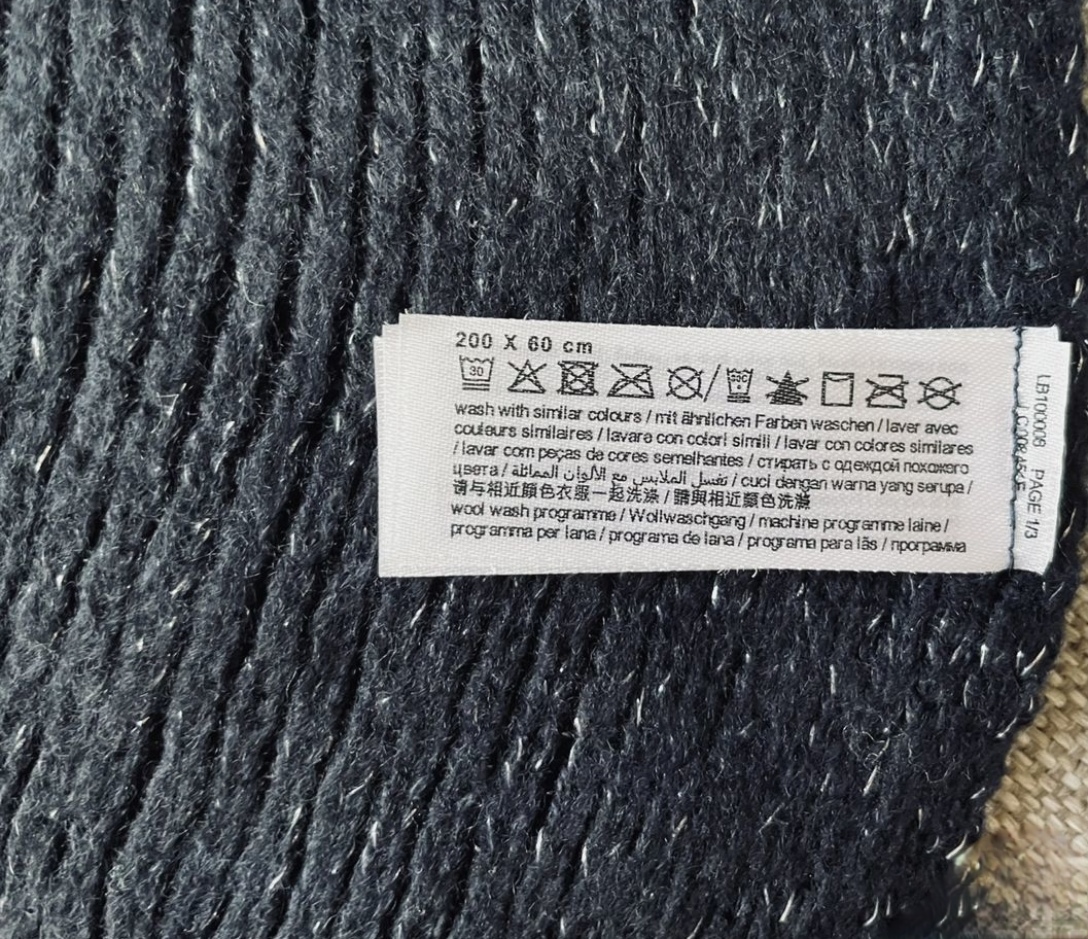 200 X 60 cm
30 / 30C
wash with similar colours / mit ähnlichen Farben waschen / laver avec
couleurs similaires / lavare con colori simili / lavar con colores similares
/ lavar com peças de cores semelhantes / стирать с одеждой похожего
цвета / تغسل الملابس مع الألوان المماثلة / cuci dengan warna yang serupa /
请与相近颜色衣服一起洗涤 / 請與相近顏色洗滌
wool wash programme / Wollwaschgang / machine programme laine /
programma per lana / programa de lana / programa para lãs / программа
LB100006 PAGE 1/3